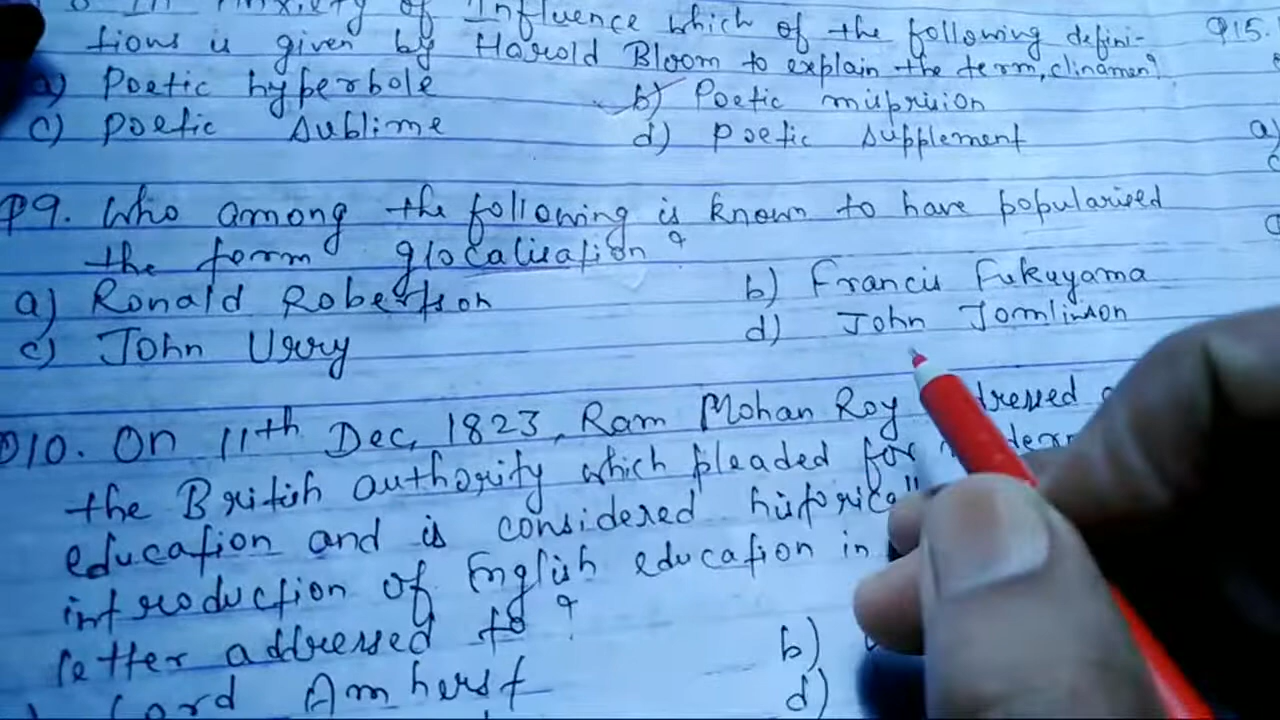 In Anxiety of Influence which of the following defini-
tions is given by Harold Bloom to explain the term, clinamen?
a) Poetic hyperbole
b) Poetic misprision
c) Poetic Sublime
d) Poetic Supplement
Q9. Who among the following is known to have popularised
the form glocalisation?
a) Ronald Robertson
b) Francis Fukuyama
c) John Urry
d) John Tomlinson
Q10. On 11th Dec, 1823, Ram Mohan Roy
the British authority which pleaded for
education and is considered
introduction of English education in
letter addressed to?
Lord Amherst
b)
d)
Q15.
a)